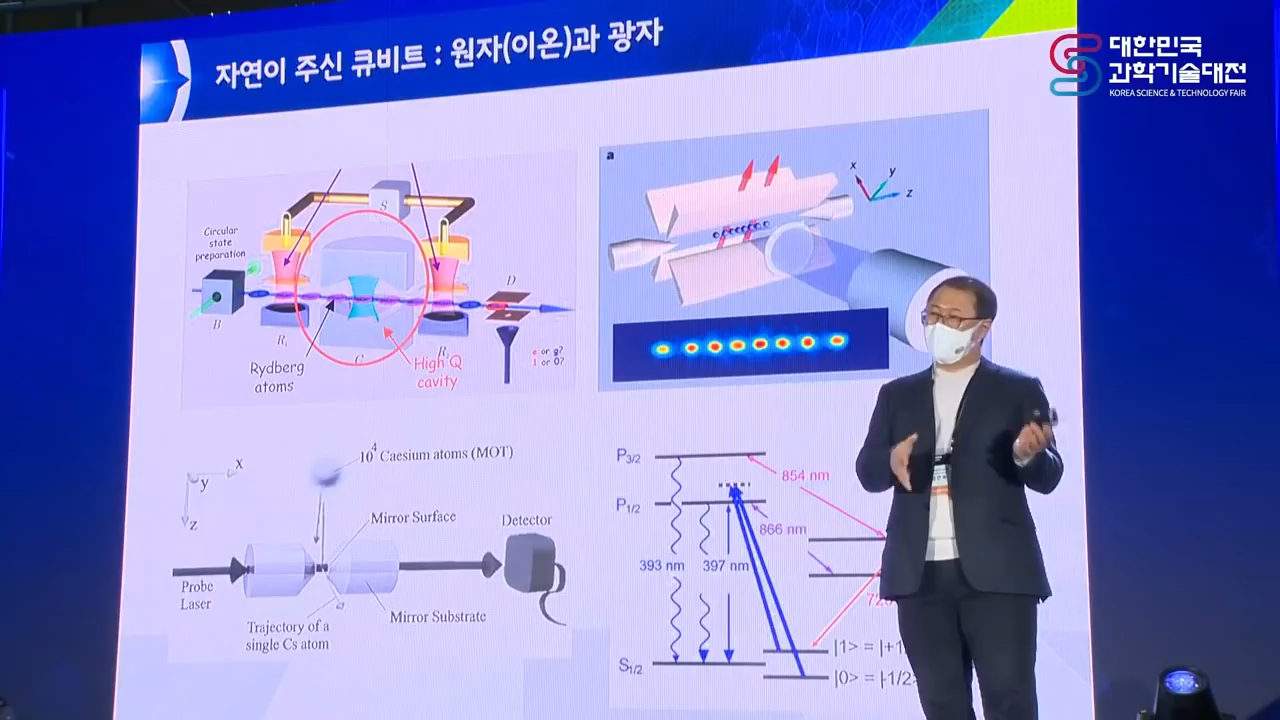 자연이 주신 큐비트 : 원자(이온)과 광자
대한민국
과학기술대전
KOREA SCIENCE & TECHNOLOGY FAIR
Circular
state
preparation
S
B
R₁
C
D
e or g?
1 or 0?
Rydberg
atoms
High Q
cavity
a
x
y
z
x
y
z
10⁴ Caesium atoms (MOT)
Mirror Surface
Detector
Probe
Laser
Trajectory of a
single Cs atom
Mirror Substrate
P3/2
854 nm
P1/2
866 nm
393 nm
397 nm
S1/2
|1> = |+1
|0> = |-1/2>